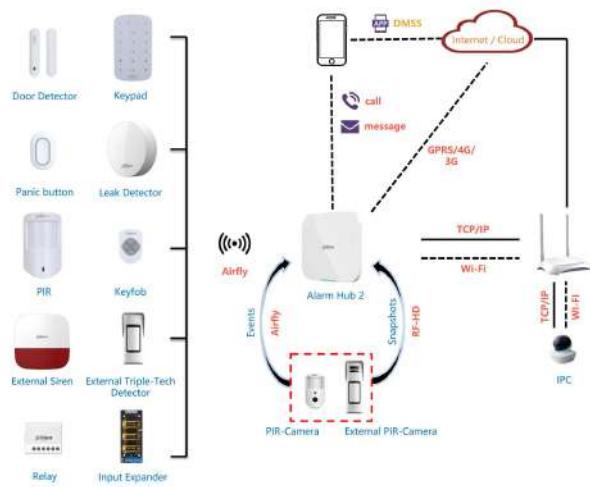 APP
DMSS
Internet / Cloud
Door Detector
Keypad
call
message
GPRS/4G/
3G
Panic button
Leak Detector
TCP/IP
Wi-Fi
Airfly
PIR
Keyfob
Alarm Hub 2
Events
Airfly
Snapshots
RF-HD
TCP/IP
Wi-Fi
IPC
External Siren
External Triple-Tech
Detector
PIR-Camera
External PIR-Camera
Relay
Input Expander